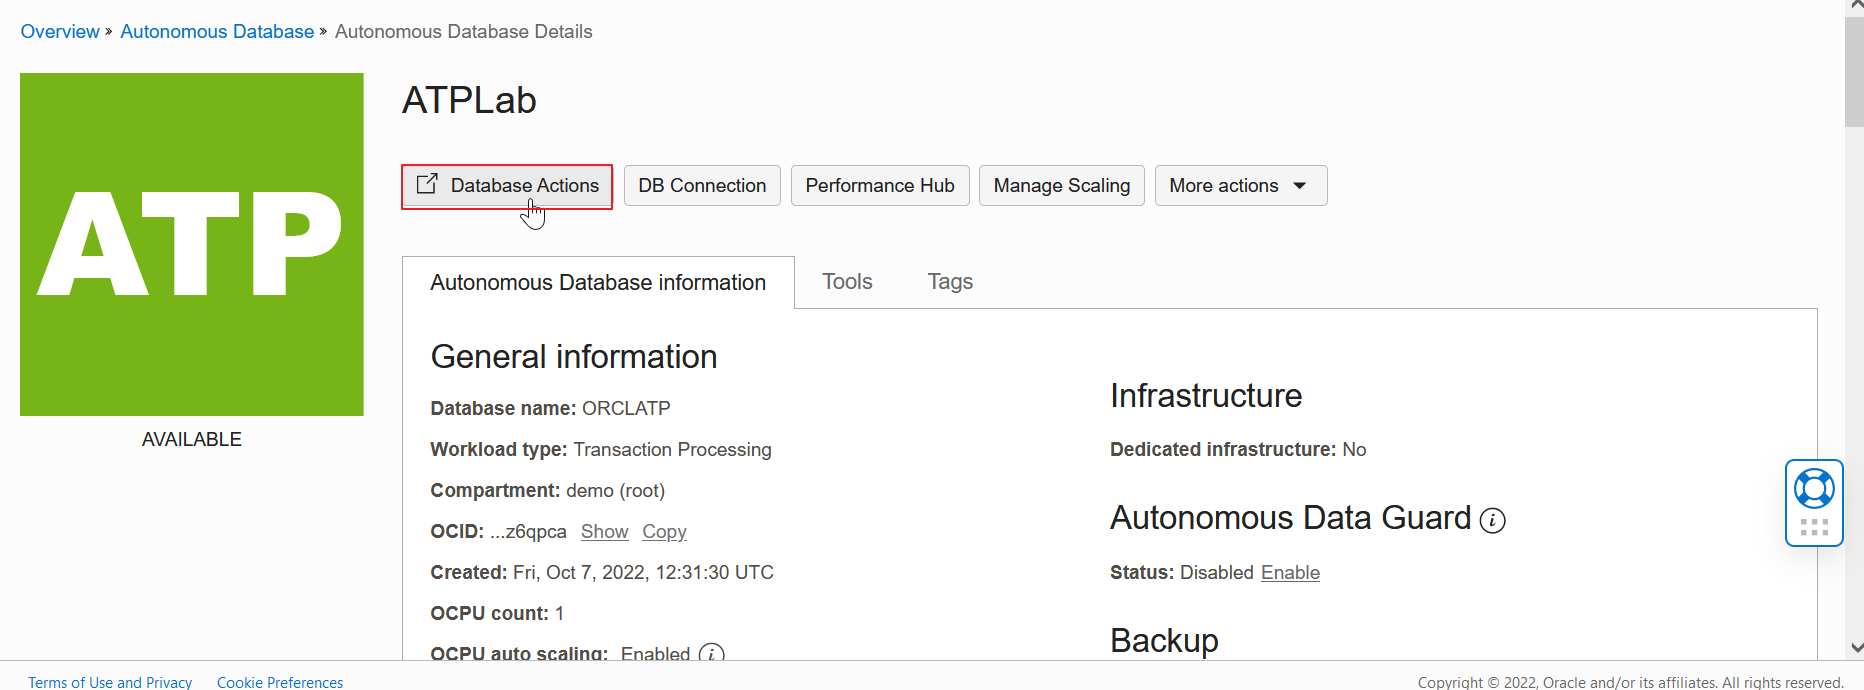 Overview » Autonomous Database » Autonomous Database Details
ATP
AVAILABLE
ATPLab
Database Actions DB Connection Performance Hub Manage Scaling More actions
Autonomous Database information Tools Tags
General information
Database name: ORCLATP
Workload type: Transaction Processing
Compartment: demo (root)
OCID: ...z6qpca Show Copy
Created: Fri, Oct 7, 2022, 12:31:30 UTC
OCPU count: 1
OCPU auto scaling: Enabled i
Infrastructure
Dedicated infrastructure: No
Autonomous Data Guard i
Status: Disabled Enable
Backup
Terms of Use and Privacy Cookie Preferences
Copyright © 2022, Oracle and/or its affiliates. All rights reserved.